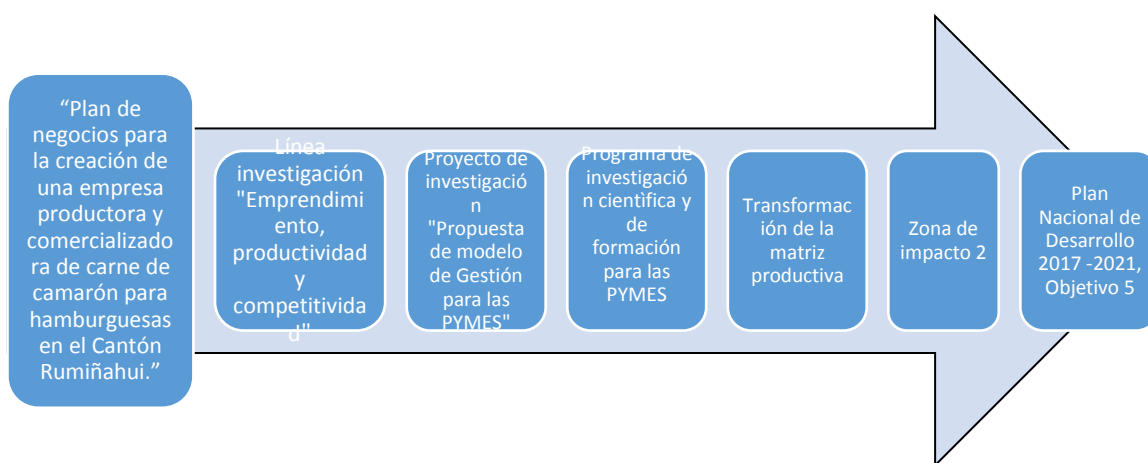 “Plan de
negocios para
la creación de
una empresa
productora y
comercializado
ra de carne de
camarón para
hamburguesas
en el Cantón
Rumiñahui.”
Línea
investigación
"Emprendimi
ento,
productividad
y
competitivida
d"
Proyecto de
investigació
n
"Propuesta
de modelo
de Gestión
para las
PYMES"
Programa de
investigació
n cientìfica y
de
formación
para las
PYMES
Transformac
ión de la
matriz
productiva
Zona de
impacto 2
Plan
Nacional de
Desarrollo
2017 -2021,
Objetivo 5